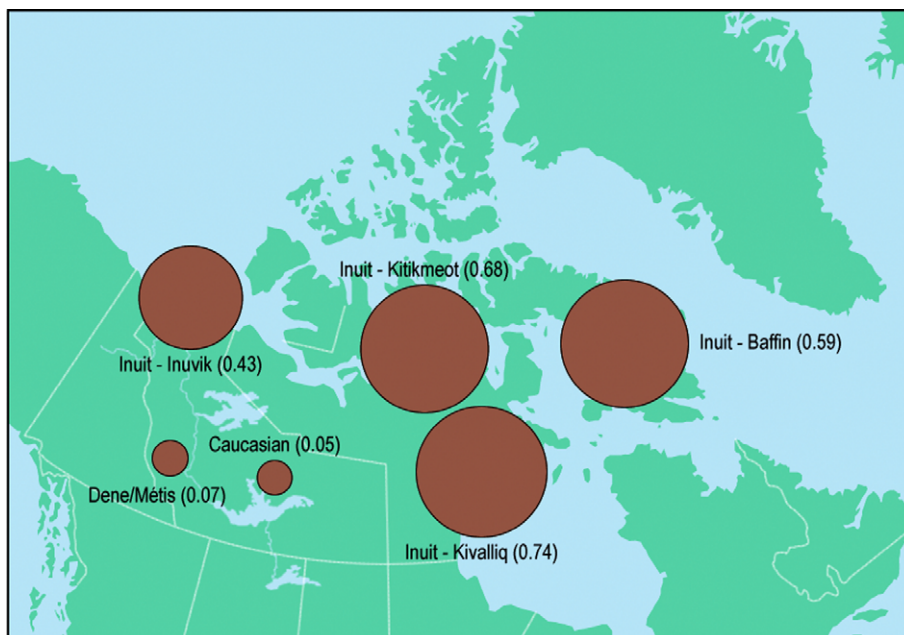 Inuit - Kitikmeot (0.68)
Inuit - Baffin (0.59)
Inuit - Inuvik (0.43)
Caucasian (0.05)
Dene/Métis (0.07)
Inuit - Kivalliq (0.74)